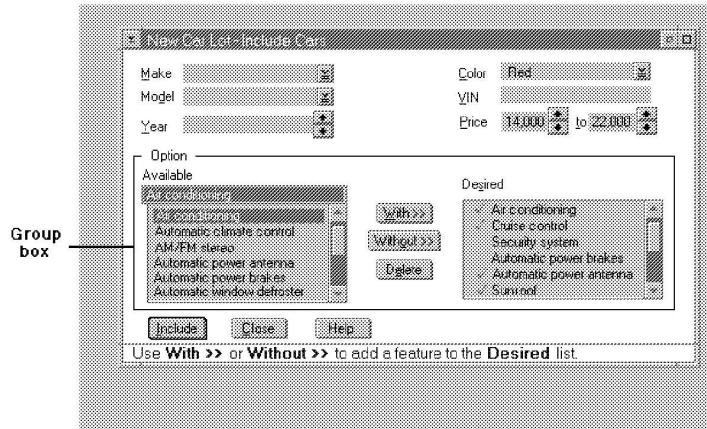 New Car Lot - Include Cars
Make
Color Red
Model
VIN
Year
Price 14,000 to 22,000
Option
Available
Desired
Air conditioning
Air conditioning
Automatic climate control
AM/FM stereo
Automatic power antenna
Automatic power brakes
Automatic window defroster
With >>
Without >>
Delete
✓ Air conditioning
✓ Cruise control
Security system
Automatic power brakes
✓ Automatic power antenna
✓ Sunroof
Group
box
Include Close Help
Use With >> or Without >> to add a feature to the Desired list.